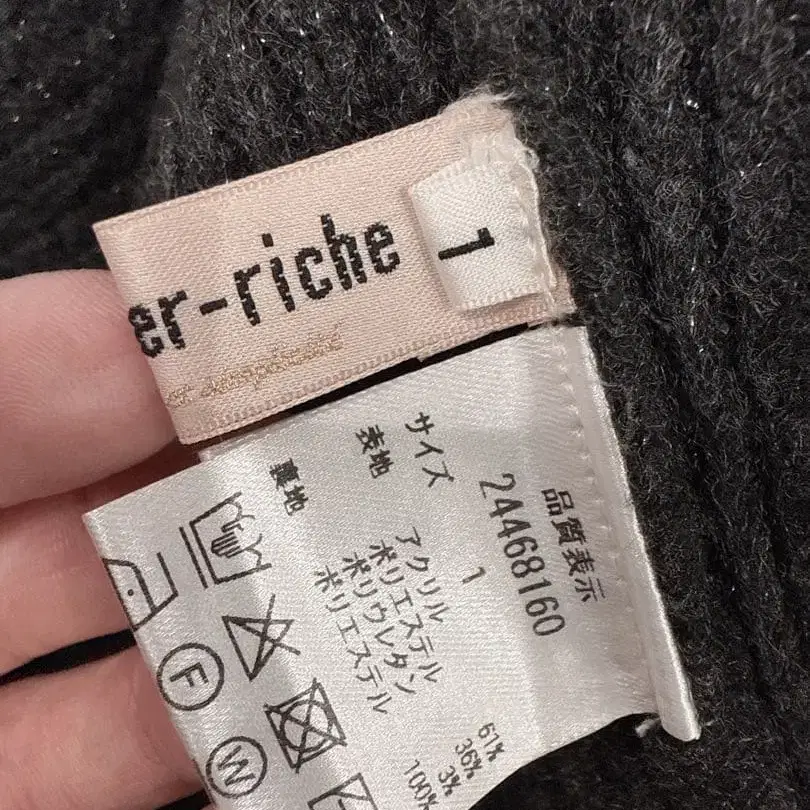 er-riche
1
品質表示
24468160
サイズ 1
表地 アクリル 61%
ポリエステル 36%
ポリウレタン 3%
裏地 ポリエステル 100%
F
W